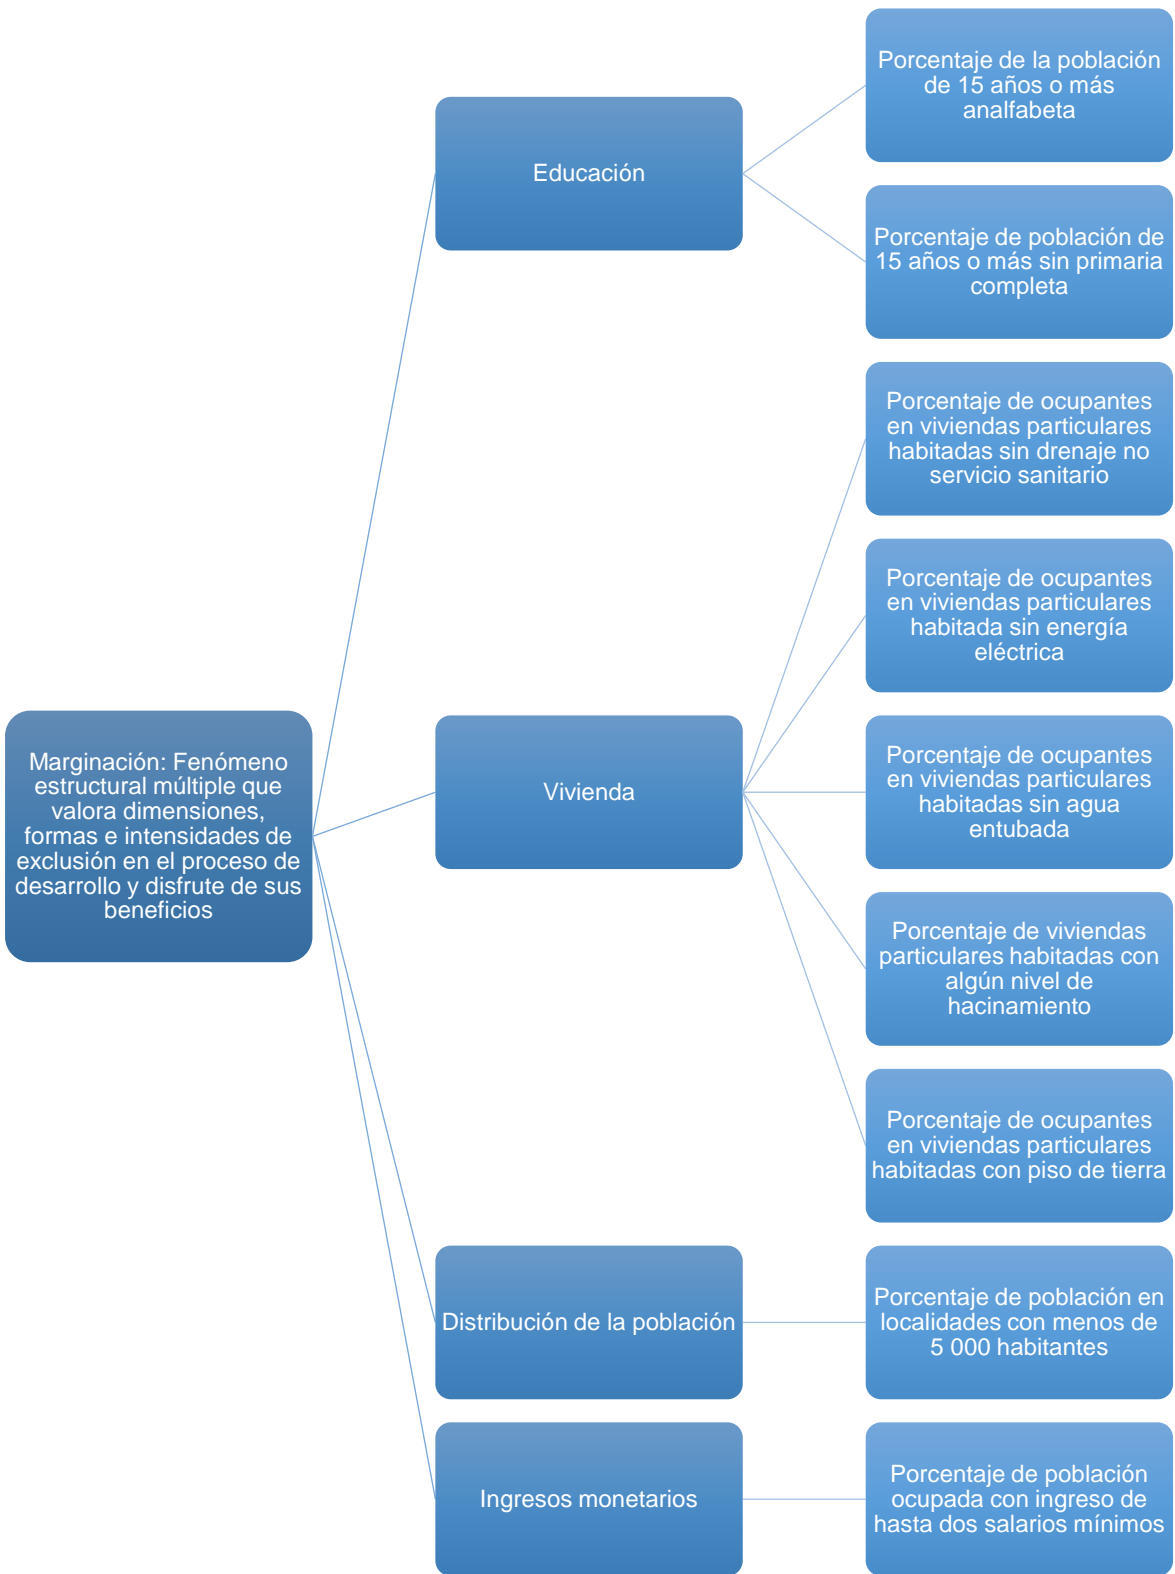 Marginación: Fenómeno
estructural múltiple que
valora dimensiones,
formas e intensidades de
exclusión en el proceso de
desarrollo y disfrute de sus
beneficios
Educación
Porcentaje de la población
de 15 años o más
analfabeta
Porcentaje de población de
15 años o más sin primaria
completa
Vivienda
Porcentaje de ocupantes
en viviendas particulares
habitadas sin drenaje no
servicio sanitario
Porcentaje de ocupantes
en viviendas particulares
habitada sin energía
eléctrica
Porcentaje de ocupantes
en viviendas particulares
habitadas sin agua
entubada
Porcentaje de viviendas
particulares habitadas con
algún nivel de
hacinamiento
Porcentaje de ocupantes
en viviendas particulares
habitadas con piso de tierra
Distribución de la población
Porcentaje de población en
localidades con menos de
5 000 habitantes
Ingresos monetarios
Porcentaje de población
ocupada con ingreso de
hasta dos salarios mínimos